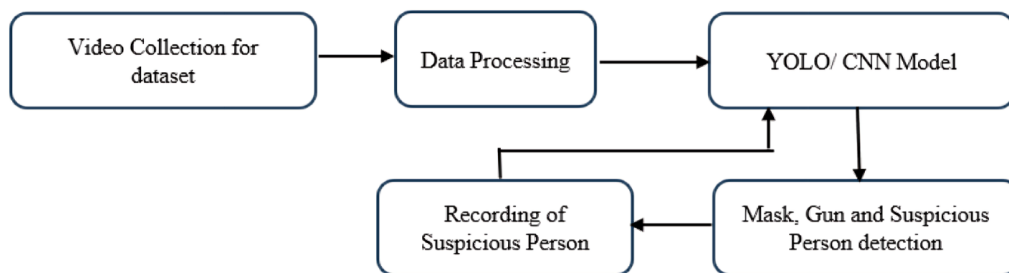 Video Collection for
dataset
Data Processing
YOLO/ CNN Model
Recording of
Suspicious Person
Mask, Gun and Suspicious
Person detection